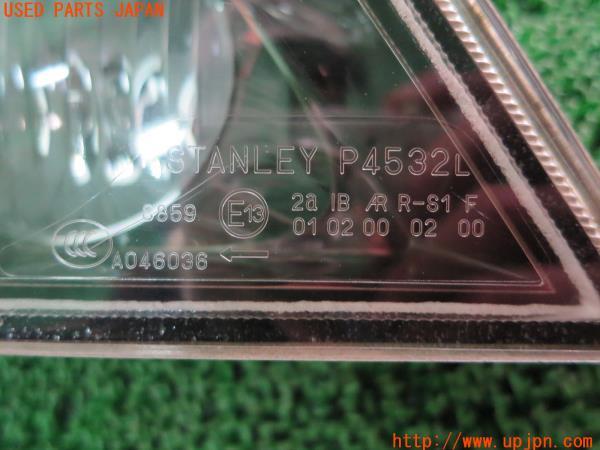 USED PARTS JAPAN
STANLEY P4532L
E13
2a IB AR R-S1 F
01 02 00 02 00
A046036 ←
http://www.upjpn.com/